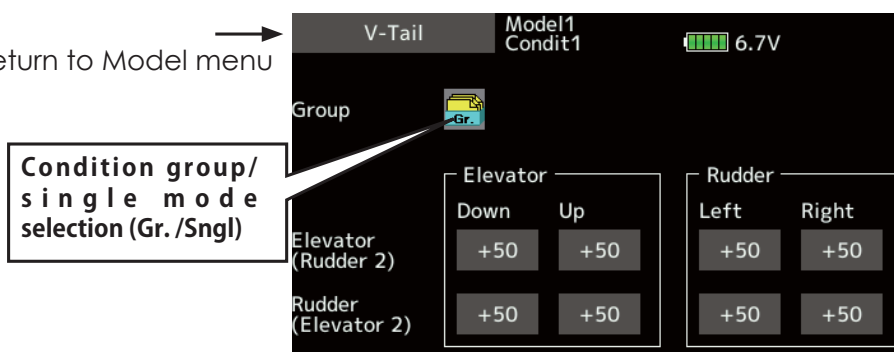 V-Tail
Model1
Condit1
6.7V
eturn to Model menu
Group
Gr.
Condition group/
single mode
selection (Gr. /Sngl)
Elevator
Rudder
Down Up Left Right
Elevator
(Rudder 2)
+50 +50 +50 +50
Rudder
(Elevator 2)
+50 +50 +50 +50